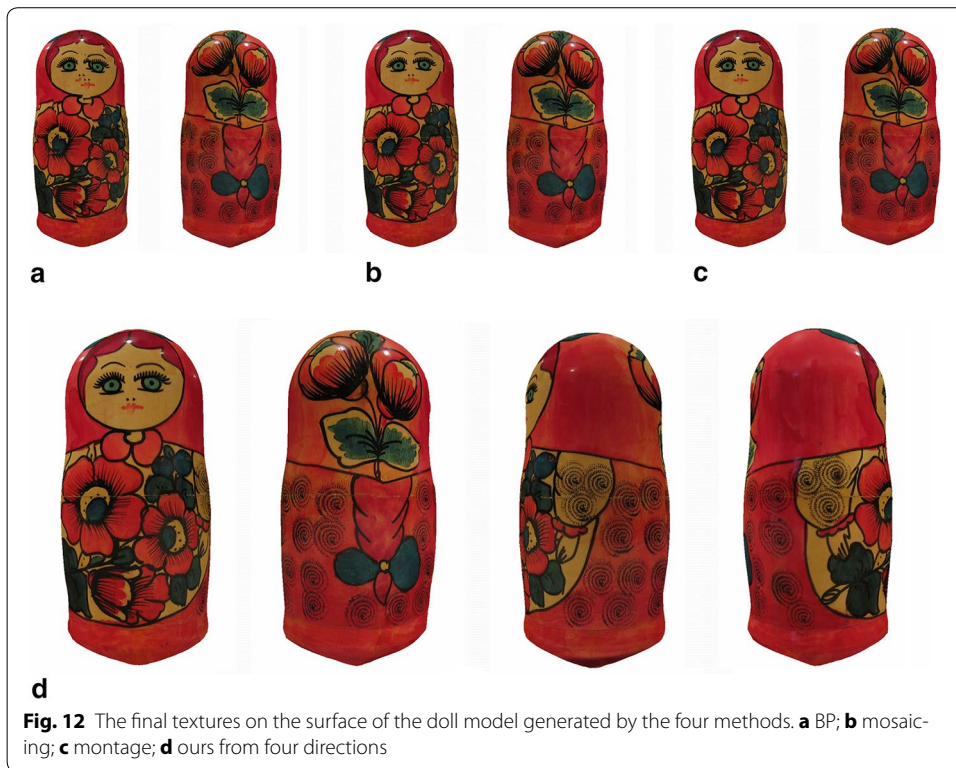 a
b
c
d
Fig. 12 The final textures on the surface of the doll model generated by the four methods. a BP; b mosaic-
ing; c montage; d ours from four directions